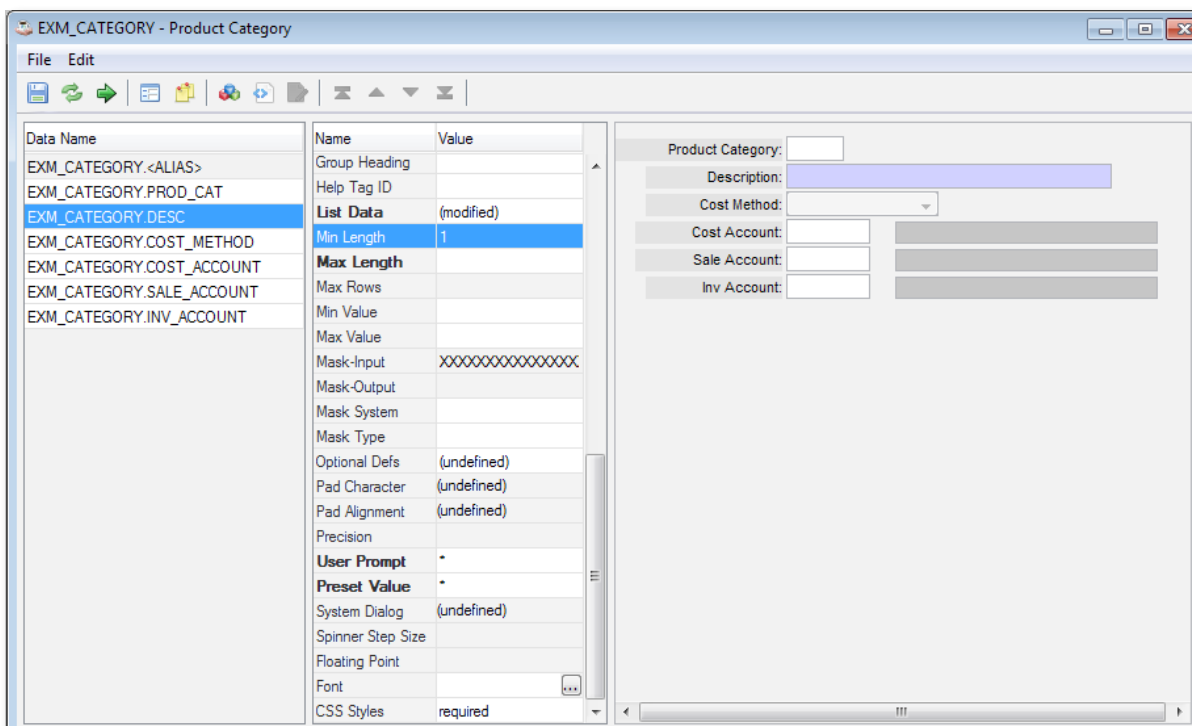 EXM_CATEGORY - Product Category
File Edit
Data Name
EXM_CATEGORY.<ALIAS>
EXM_CATEGORY.PROD_CAT
EXM_CATEGORY.DESC
EXM_CATEGORY.COST_METHOD
EXM_CATEGORY.COST_ACCOUNT
EXM_CATEGORY.SALE_ACCOUNT
EXM_CATEGORY.INV_ACCOUNT
Name Value
Group Heading
Help Tag ID
List Data (modified)
Min Length 1
Max Length
Max Rows
Min Value
Max Value
Mask-Input XXXXXXXXXXXXXXX
Mask-Output
Mask System
Mask Type
Optional Defs (undefined)
Pad Character (undefined)
Pad Alignment (undefined)
Precision
User Prompt *
Preset Value *
System Dialog (undefined)
Spinner Step Size
Floating Point
Font ...
CSS Styles required
Product Category:
Description:
Cost Method:
Cost Account:
Sale Account:
Inv Account: